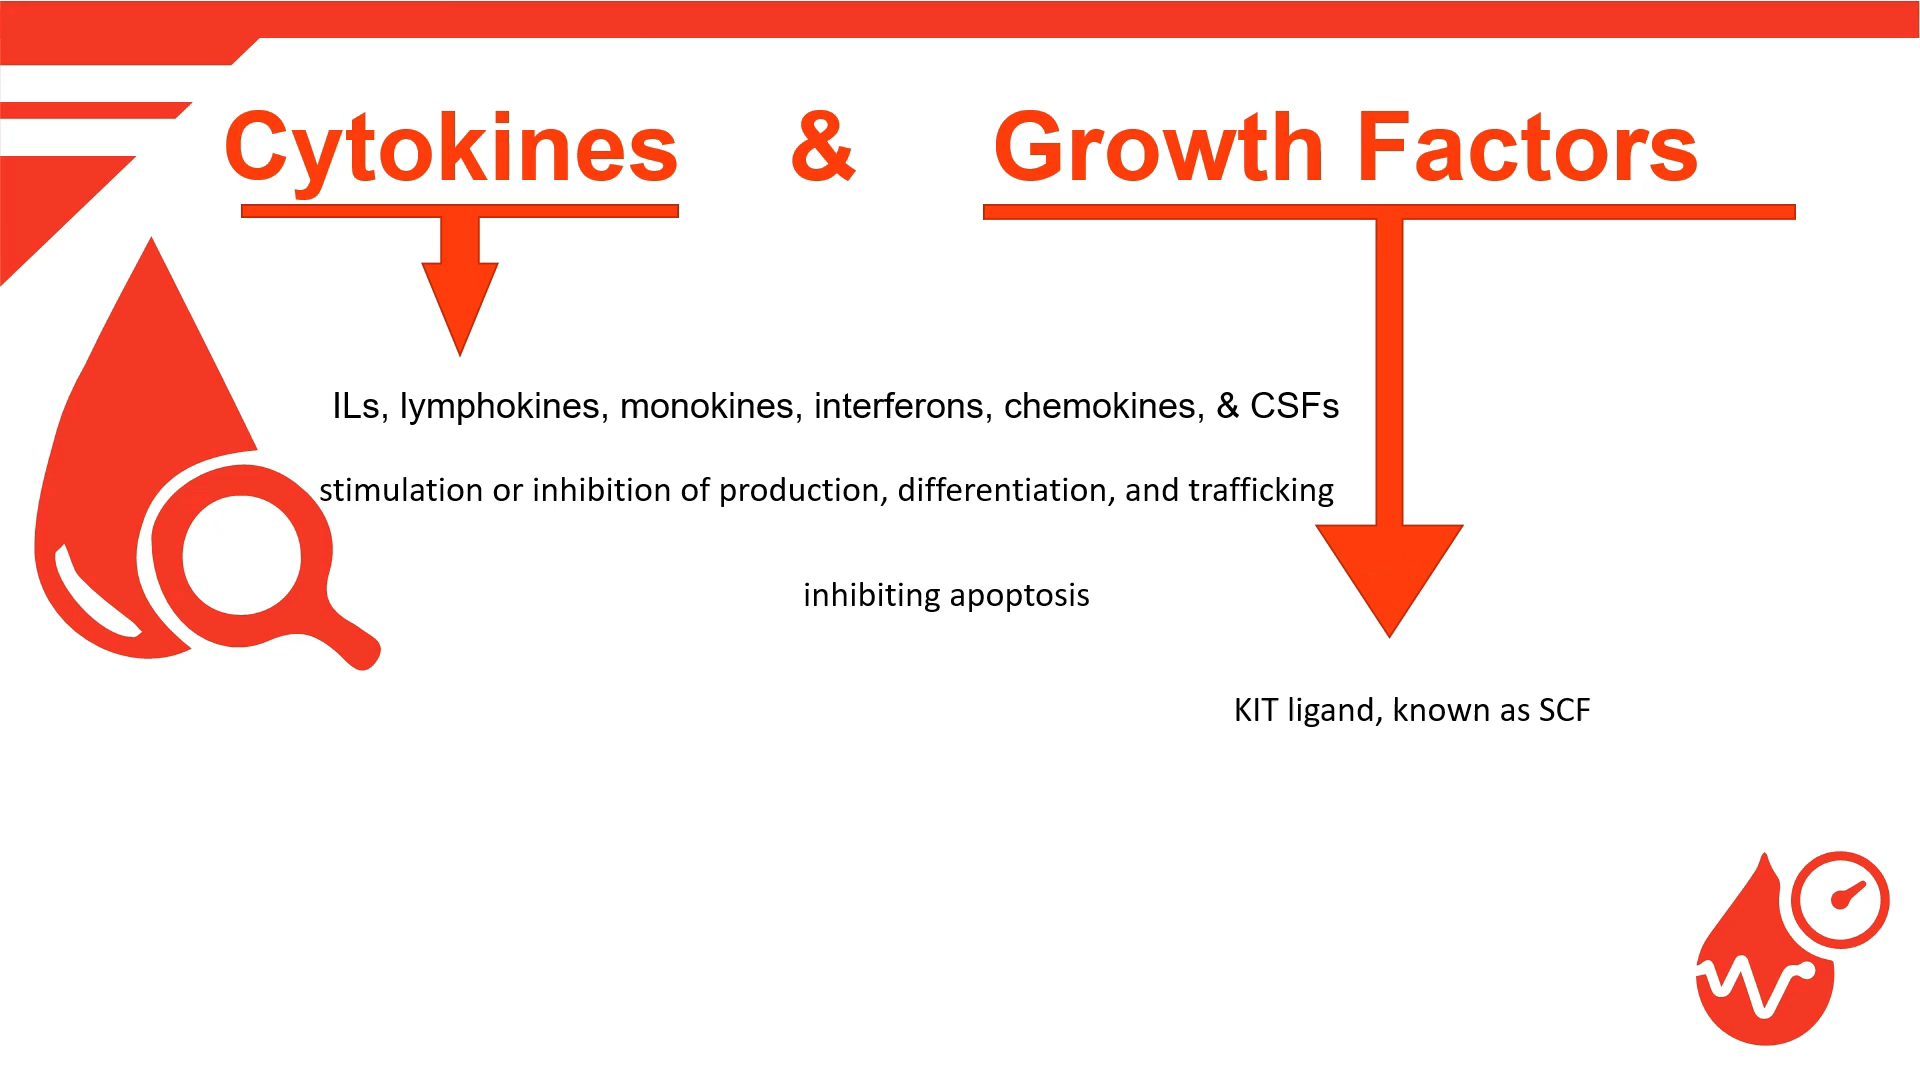 Cytokines & Growth Factors
ILs, lymphokines, monokines, interferons, chemokines, & CSFs
stimulation or inhibition of production, differentiation, and trafficking
inhibiting apoptosis
KIT ligand, known as SCF